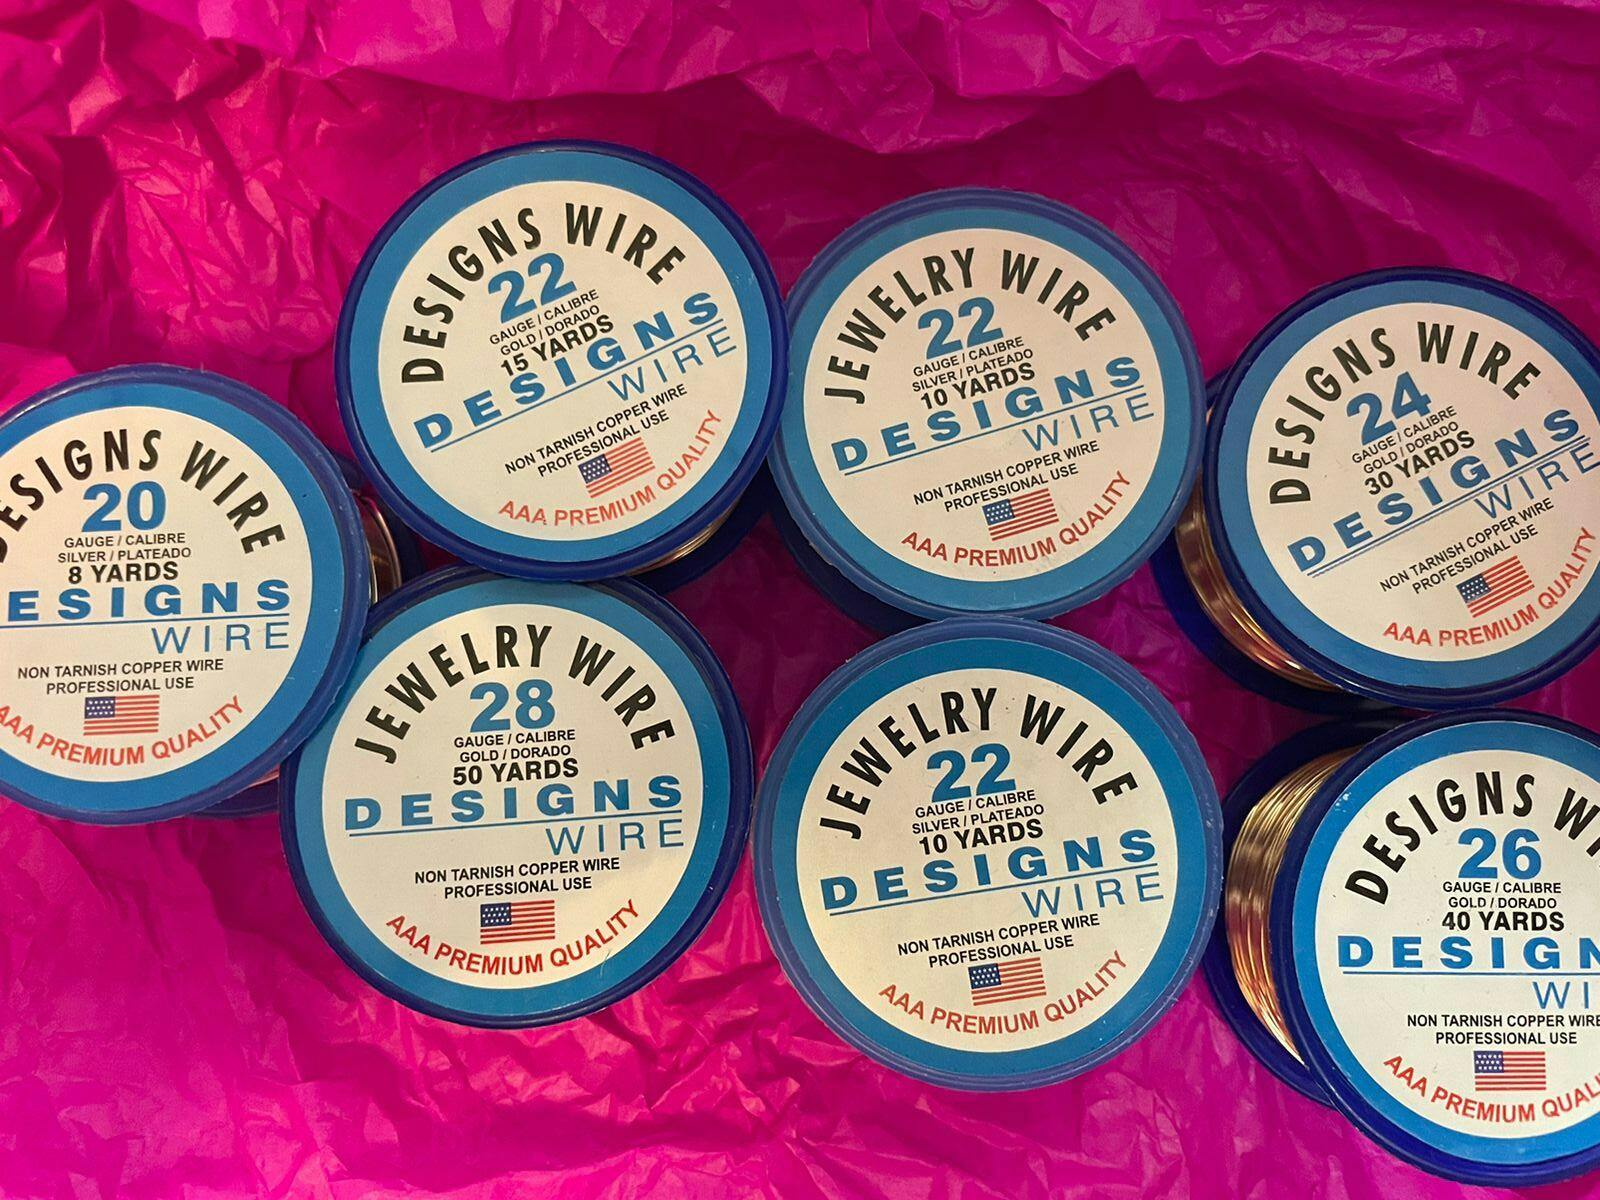 DESIGNS WIRE
22
GAUGE / CALIBRE
GOLD / DORADO
15 YARDS
DESIGNS
WIRE
NON TARNISH COPPER WIRE
PROFESSIONAL USE
AAA PREMIUM QUALITY
JEWELRY WIRE
22
GAUGE / CALIBRE
SILVER / PLATEADO
10 YARDS
DESIGNS
WIRE
NON TARNISH COPPER WIRE
PROFESSIONAL USE
AAA PREMIUM QUALITY
DESIGNS WIRE
24
GAUGE / CALIBRE
GOLD / DORADO
30 YARDS
DESIGNS
WIRE
NON TARNISH COPPER WIRE
PROFESSIONAL USE
AAA PREMIUM QUALITY
DESIGNS WIRE
20
GAUGE / CALIBRE
SILVER / PLATEADO
8 YARDS
ESIGNS
WIRE
NON TARNISH COPPER WIRE
PROFESSIONAL USE
AAA PREMIUM QUALITY
JEWELRY WIRE
28
GAUGE / CALIBRE
GOLD / DORADO
50 YARDS
DESIGNS
WIRE
NON TARNISH COPPER WIRE
PROFESSIONAL USE
AAA PREMIUM QUALITY
JEWELRY WIRE
22
GAUGE / CALIBRE
SILVER / PLATEADO
10 YARDS
DESIGNS
WIRE
NON TARNISH COPPER WIRE
PROFESSIONAL USE
AAA PREMIUM QUALITY
DESIGNS WI
26
GAUGE / CALIBRE
GOLD / DORADO
40 YARDS
DESIGN
WI
NON TARNISH COPPER WIRE
PROFESSIONAL USE
AAA PREMIUM QUAL